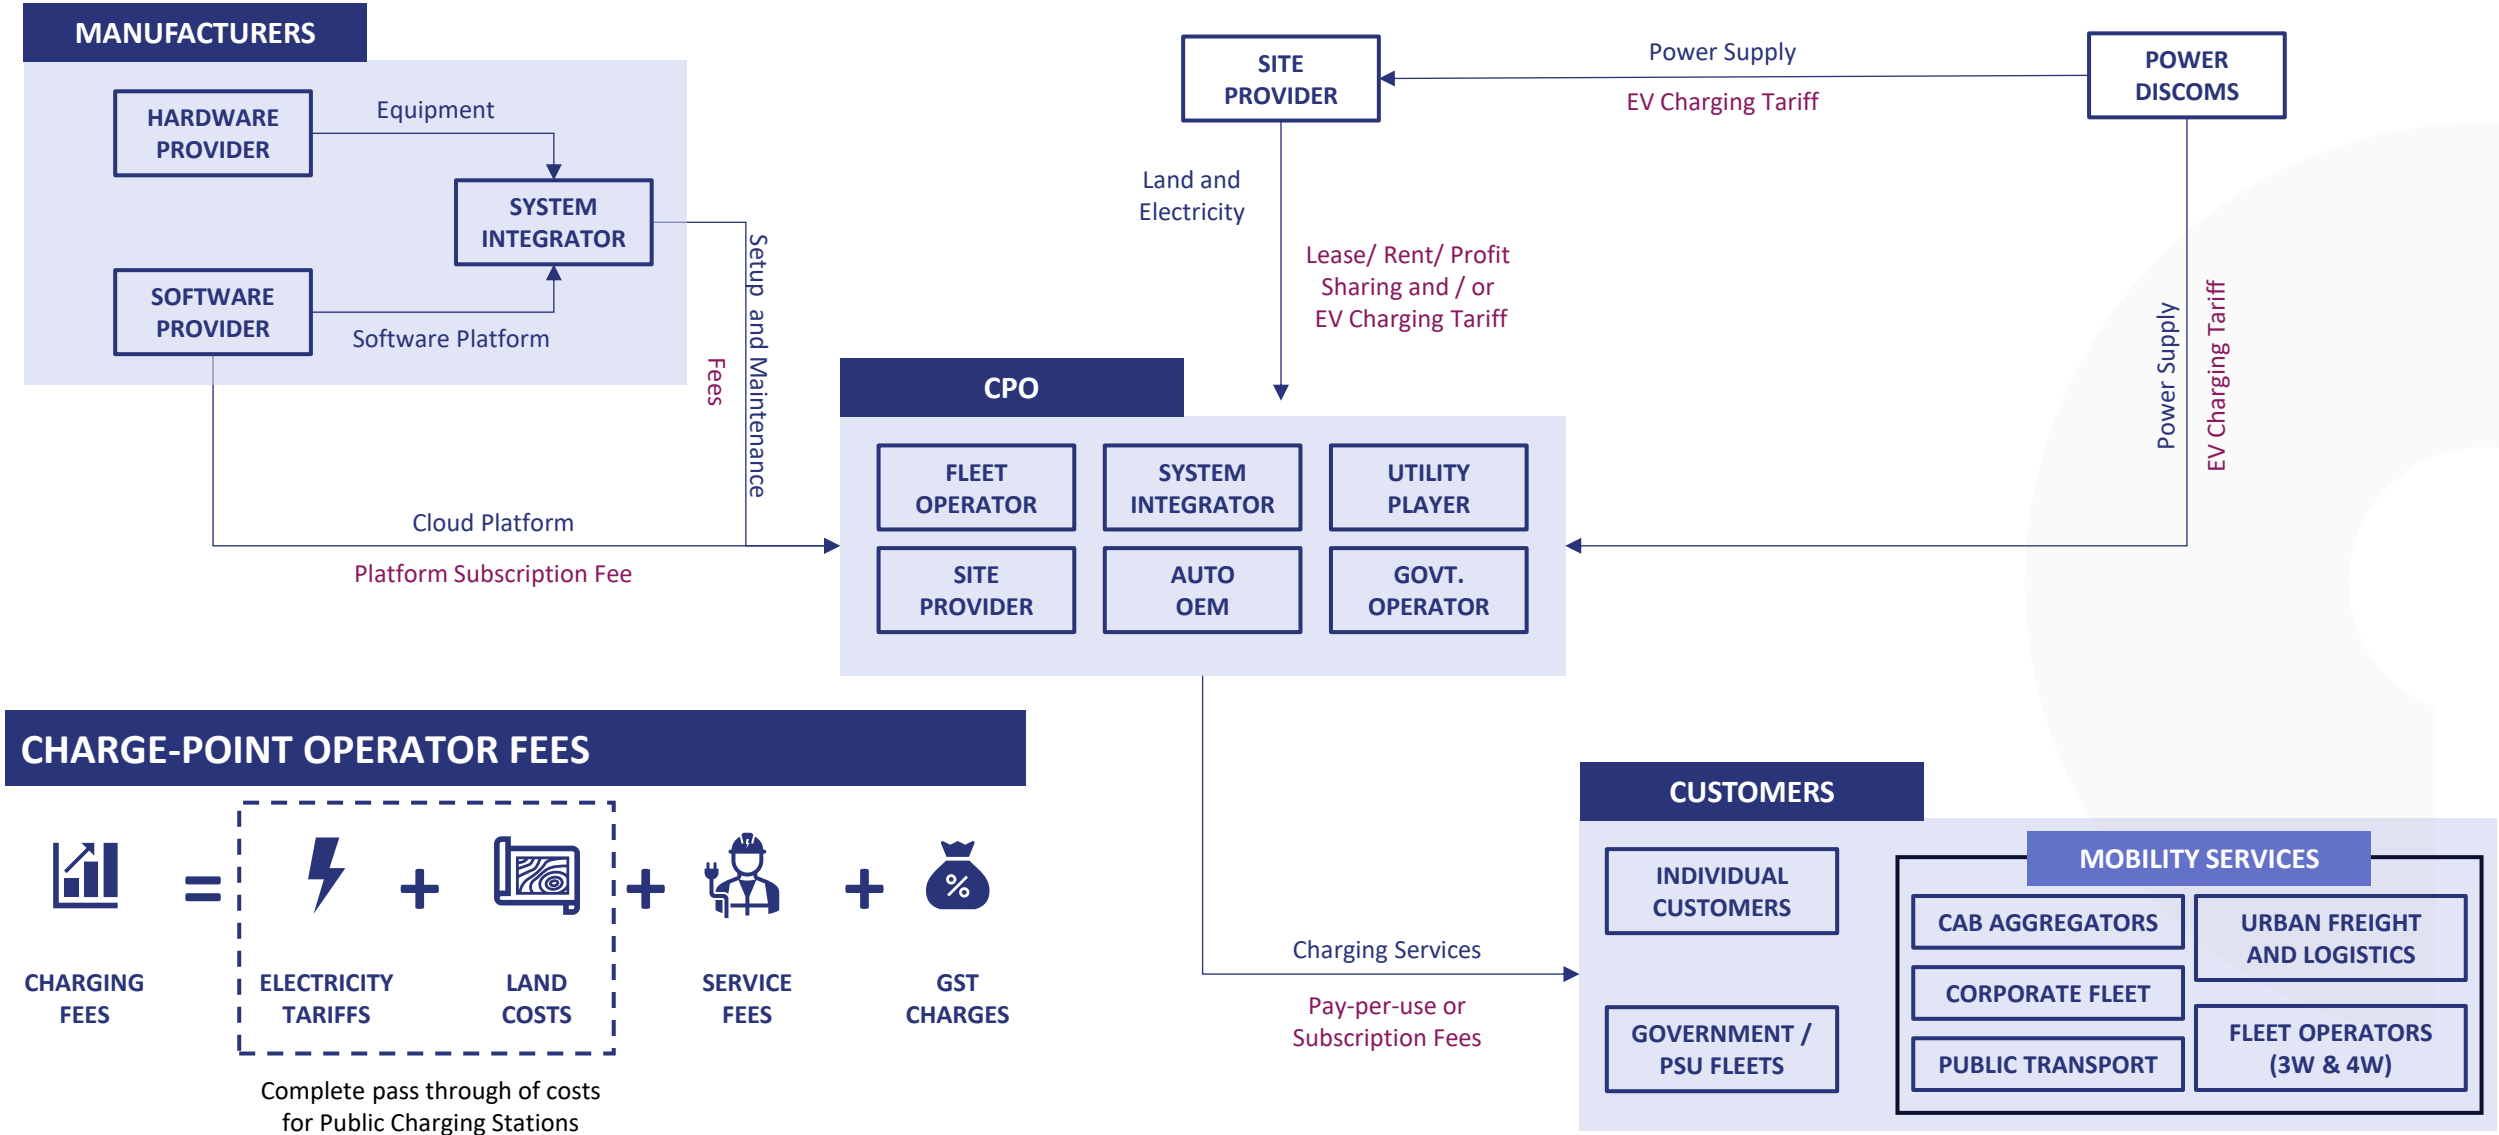 MANUFACTURERS
HARDWARE
PROVIDER
Equipment
SYSTEM
INTEGRATOR
SOFTWARE
PROVIDER
Software Platform
Setup and Maintenance
Fees
Cloud Platform
Platform Subscription Fee
SITE
PROVIDER
Power Supply
EV Charging Tariff
POWER
DISCOMS
Land and
Electricity
Lease/ Rent/ Profit
Sharing and / or
EV Charging Tariff
Power Supply
EV Charging Tariff
CPO
FLEET
OPERATOR
SYSTEM
INTEGRATOR
UTILITY
PLAYER
SITE
PROVIDER
AUTO
OEM
GOVT.
OPERATOR
CHARGE-POINT OPERATOR FEES
CHARGING
FEES
=
ELECTRICITY
TARIFFS
+
LAND
COSTS
+
SERVICE
FEES
+
%
GST
CHARGES
Complete pass through of costs
for Public Charging Stations
Charging Services
Pay-per-use or
Subscription Fees
CUSTOMERS
INDIVIDUAL
CUSTOMERS
GOVERNMENT /
PSU FLEETS
MOBILITY SERVICES
CAB AGGREGATORS
CORPORATE FLEET
PUBLIC TRANSPORT
URBAN FREIGHT
AND LOGISTICS
FLEET OPERATORS
(3W & 4W)